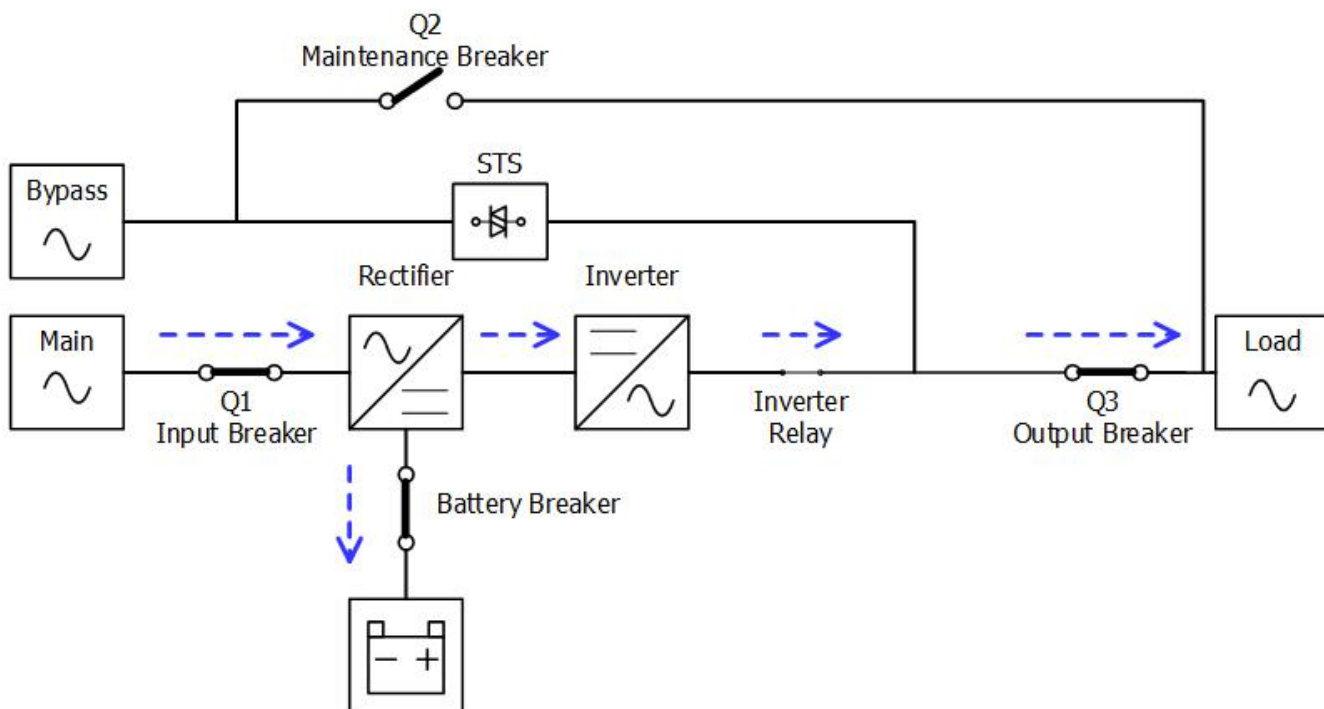 Q2
Maintenance Breaker
Bypass
STS
Rectifier
Inverter
Main
Load
Q1
Input Breaker
Inverter
Relay
Q3
Output Breaker
Battery Breaker
- +